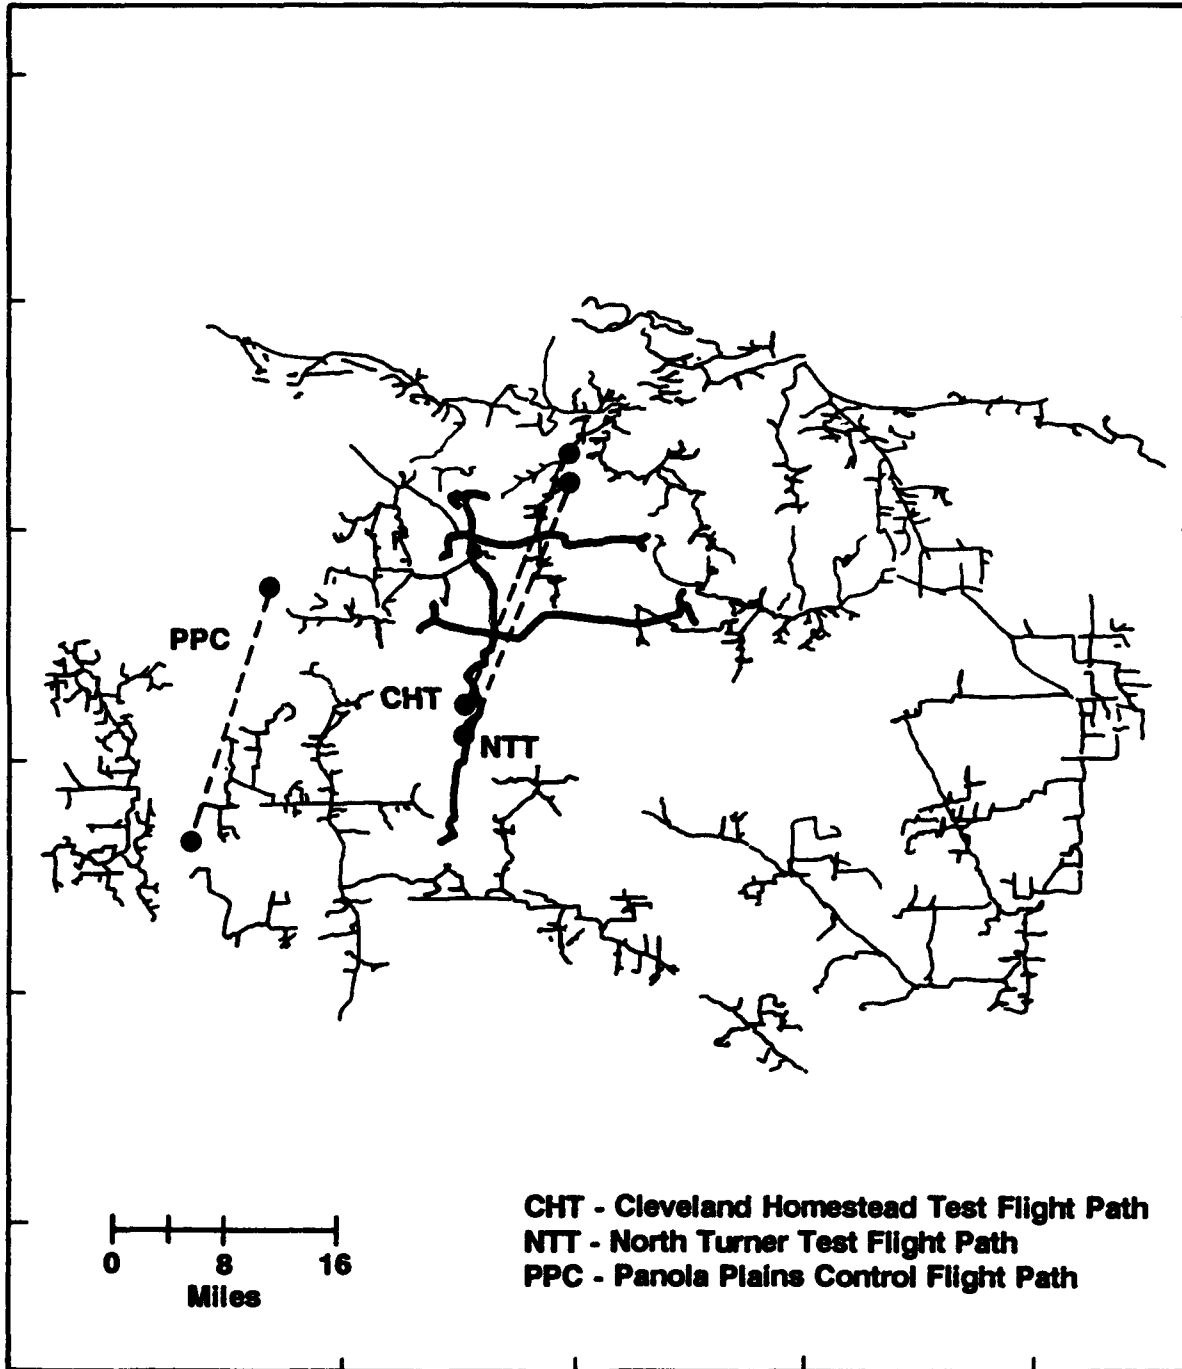 PPC
CHT
NTT
CHT - Cleveland Homestead Test Flight Path
NTT - North Turner Test Flight Path
PPC - Panola Plains Control Flight Path
0 8 16
Miles